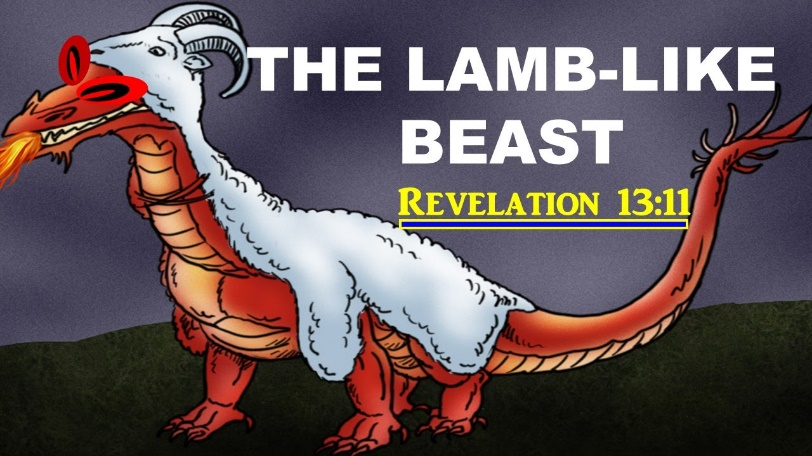 THE LAMB-LIKE
BEAST
REVELATION 13:11